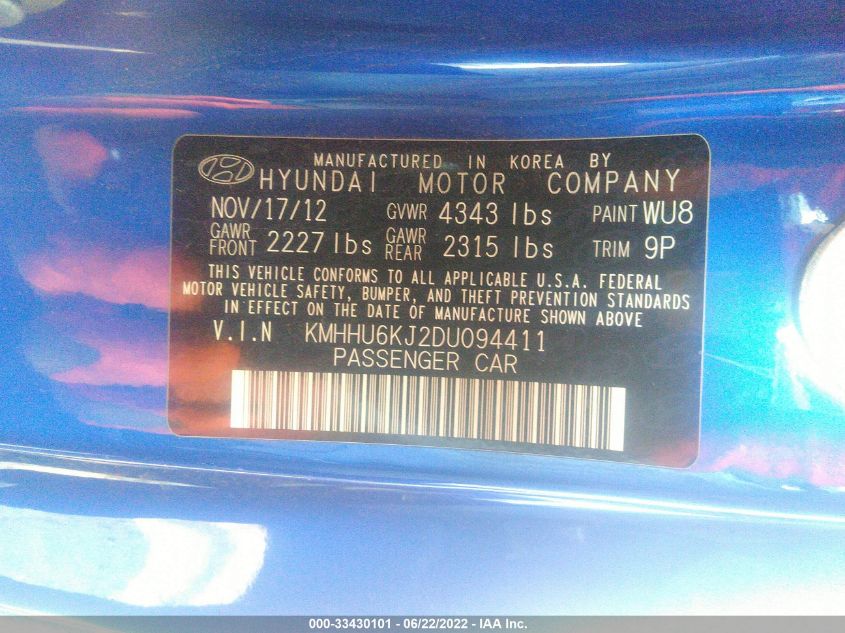 MANUFACTURED IN KOREA BY
HYUNDAI MOTOR COMPANY
NOV/17/12 GVWR 4343 lbs PAINT WU8
GAWR FRONT 2227 lbs GAWR REAR 2315 lbs TRIM 9P
THIS VEHICLE CONFORMS TO ALL APPLICABLE U.S.A. FEDERAL
MOTOR VEHICLE SAFETY, BUMPER, AND THEFT PREVENTION STANDARDS
IN EFFECT ON THE DATE OF MANUFACTURE SHOWN ABOVE
V.I.N KMHHU6KJ2DU094411
PASSENGER CAR
000-33430101 - 06/22/2022 - IAA Inc.